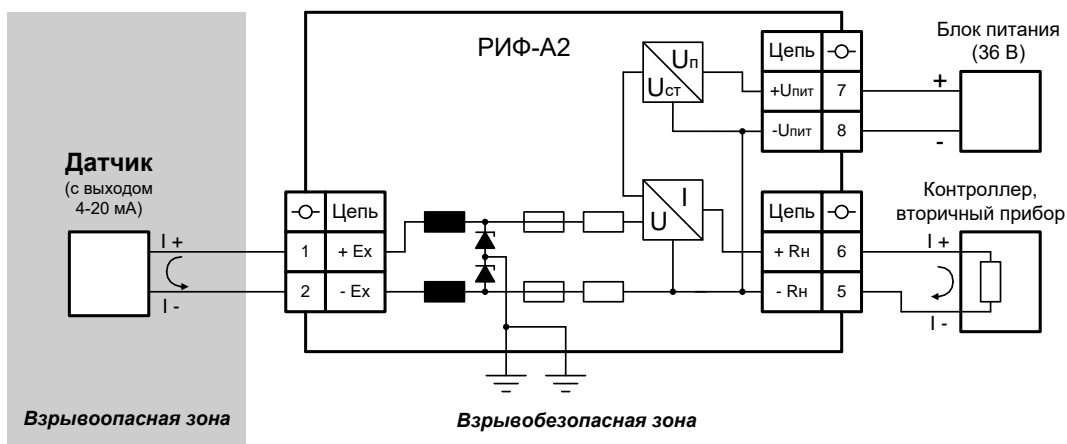 РИФ-А2
Блок питания
(36 В)
Uп
Uст
Цепь
+Uпит 7
-Uпит 8
+
-
Датчик
(с выходом
4-20 мА)
I +
I -
Цепь
1 + Ex
2 - Ex
I
U
Цепь
+ Rн 6
- Rн 5
Контроллер,
вторичный прибор
I +
I -
Взрывоопасная зона
Взрывобезопасная зона